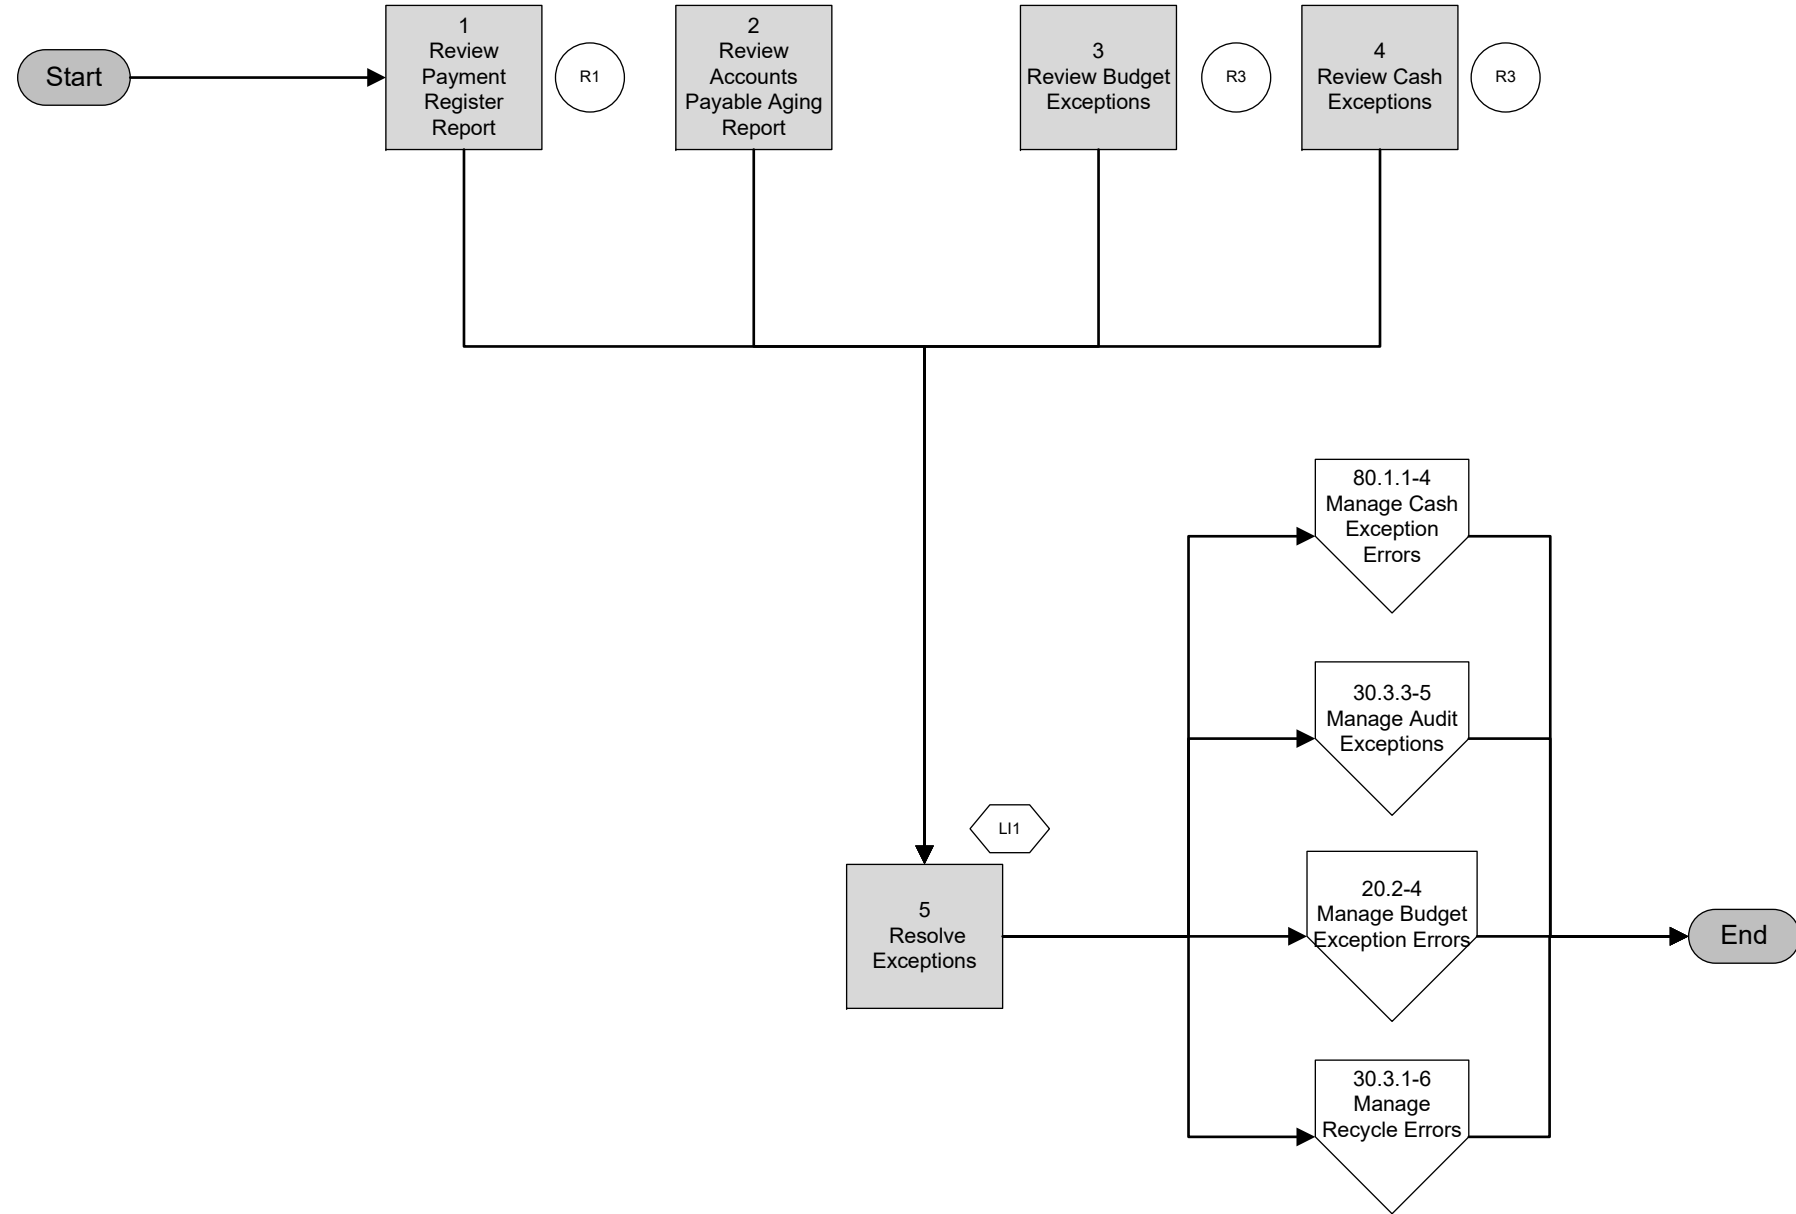 Start
1
Review
Payment
Register
Report
R1
2
Review
Accounts
Payable Aging
Report
3
Review Budget
Exceptions
R3
4
Review Cash
Exceptions
R3
80.1.1-4
Manage Cash
Exception
Errors
30.3.3-5
Manage Audit
Exceptions
LI1
5
Resolve
Exceptions
20.2-4
Manage Budget
Exception Errors
End
30.3.1-6
Manage
Recycle Errors